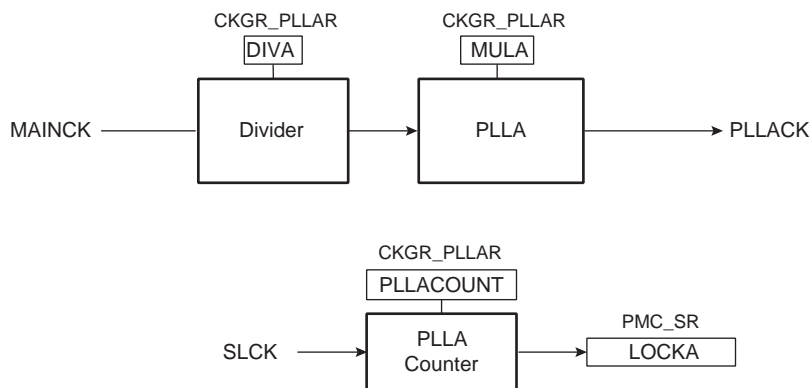 CKGR_PLLAR CKGR_PLLAR
DIVA MULA
MAINCK Divider PLLA PLLACK
CKGR_PLLAR
PLLACOUNT
PMC_SR
SLCK PLLA Counter LOCKA